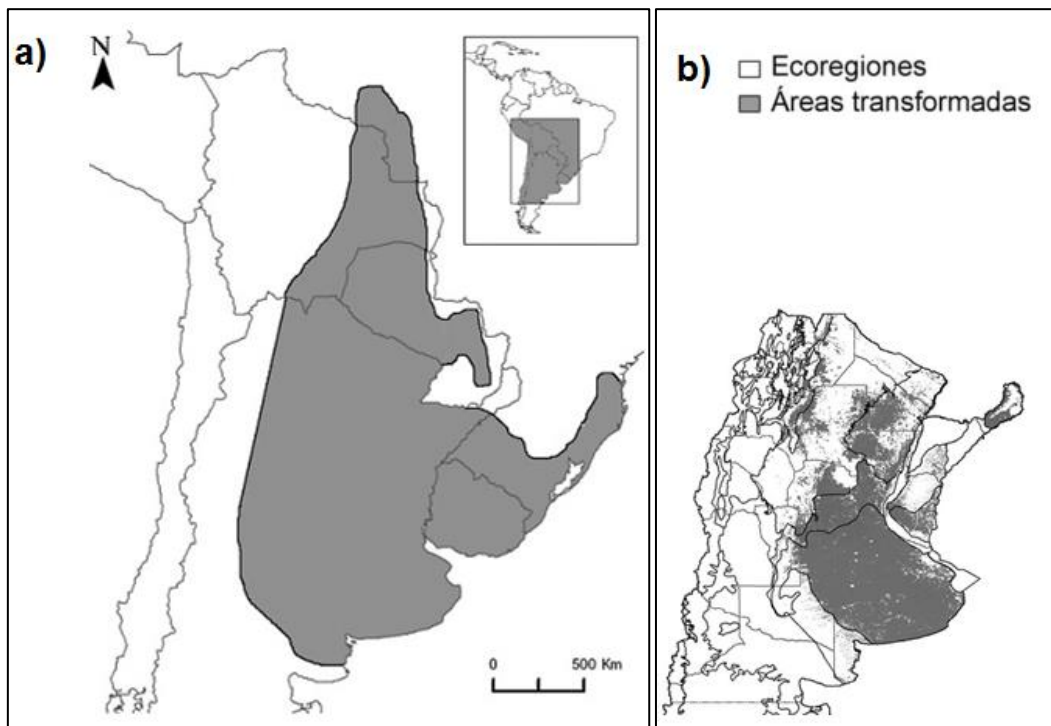 a)
N
0 500 Km
b)
Ecoregiones
Áreas transformadas